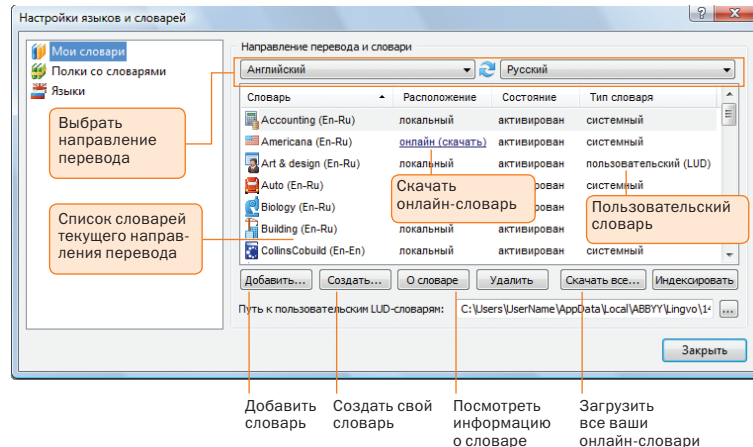 Настройки языков и словарей
Мои словари
Полки со словарями
Языки
Направление перевода и словари
Английский
Русский
Словарь Расположение Состояние Тип словаря
Accounting (En-Ru) локальный активирован системный
Americana (En-Ru) онлайн (скачать) активирован системный
Art & design (En-Ru) локальный активирован пользовательский (LUD)
Auto (En-Ru) системный
Biology (En-Ru)
Building (En-Ru)
CollinsCobuild (En-En) локальный активирован системный
Выбрать
направление
перевода
Список словарей
текущего направ-
ления перевода
Скачать
онлайн-словарь
Пользовательский
словарь
Добавить... Создать... О словаре Удалить Скачать все... Индексировать
Путь к пользовательским LUD-словарям: C:\Users\UserName\AppData\Local\ABBYY\Lingvo\14 ...
Закрыть
Добавить
словарь
Создать свой
словарь
Посмотреть
информацию
о словаре
Загрузить
все ваши
онлайн-словари